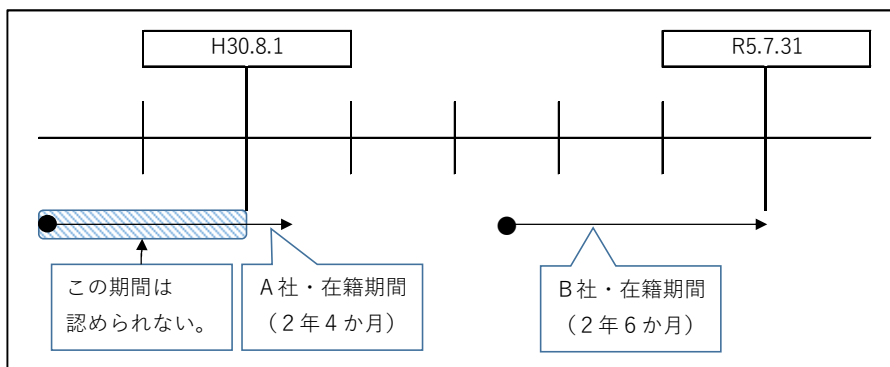 H30.8.1
R5.7.31
この期間は
認められない。
A社・在籍期間
（２年４か月）
B社・在籍期間
（２年６か月）